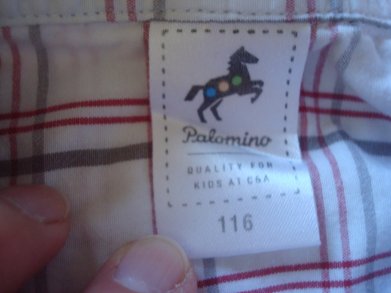 Palomino
QUALITY FOR
KIDS AT C&A
116